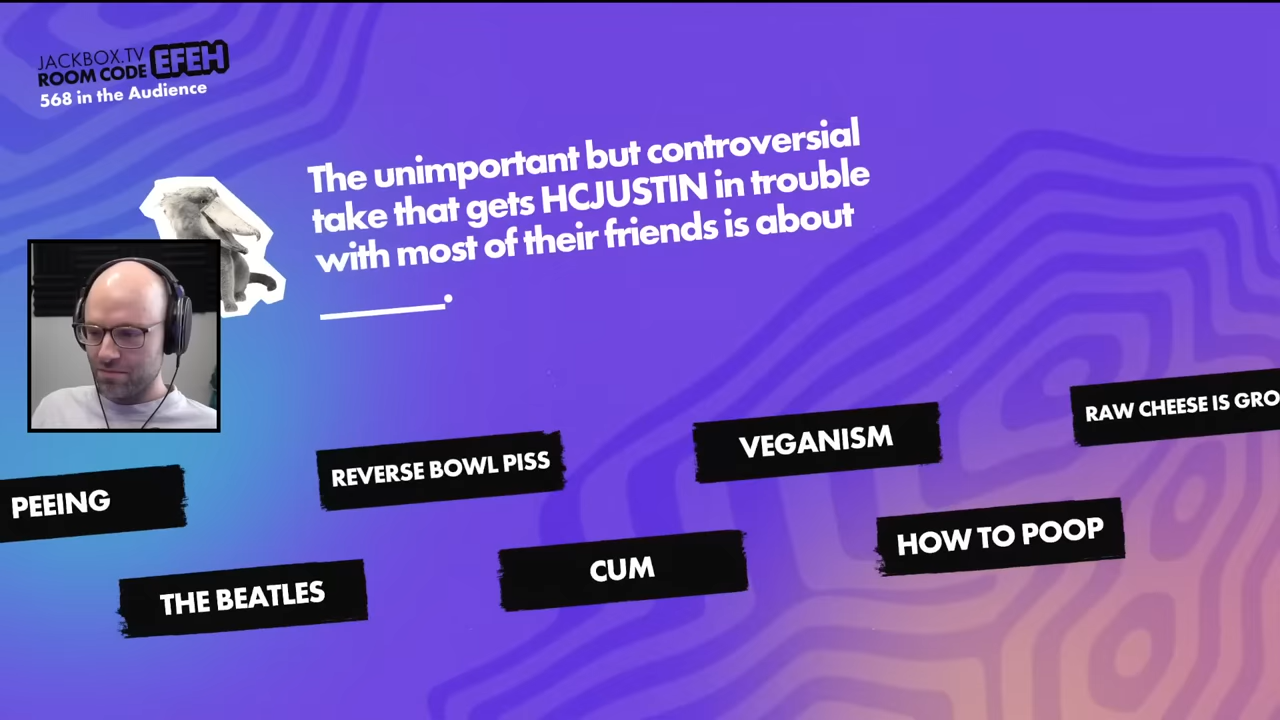 JACKBOX.TV
ROOM CODE EFEH
568 in the Audience
The unimportant but controversial
take that gets HCJUSTIN in trouble
with most of their friends is about
______.
RAW CHEESE IS GRO
VEGANISM
REVERSE BOWL PISS
PEEING
HOW TO POOP
CUM
THE BEATLES